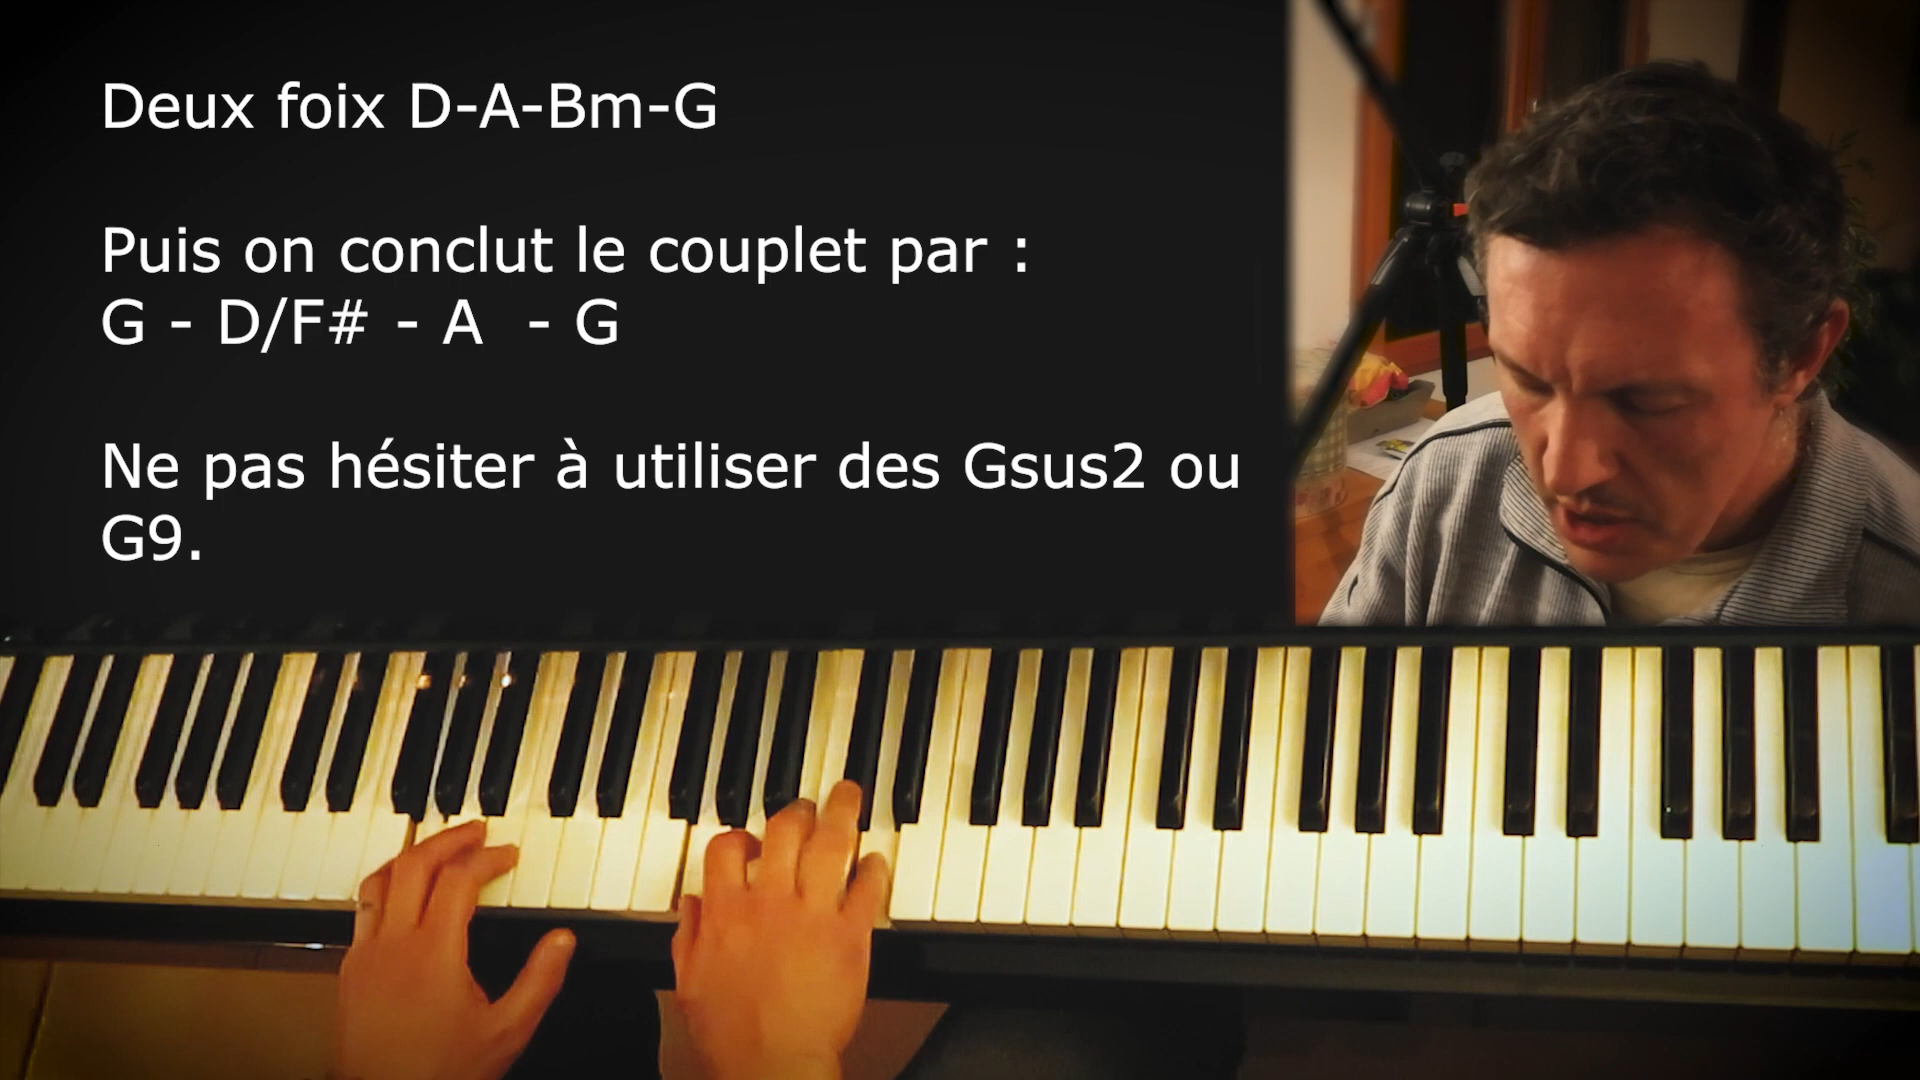 Deux foix D-A-Bm-G
Puis on conclut le couplet par :
G - D/F# - A  - G
Ne pas hésiter à utiliser des Gsus2 ou
G9.